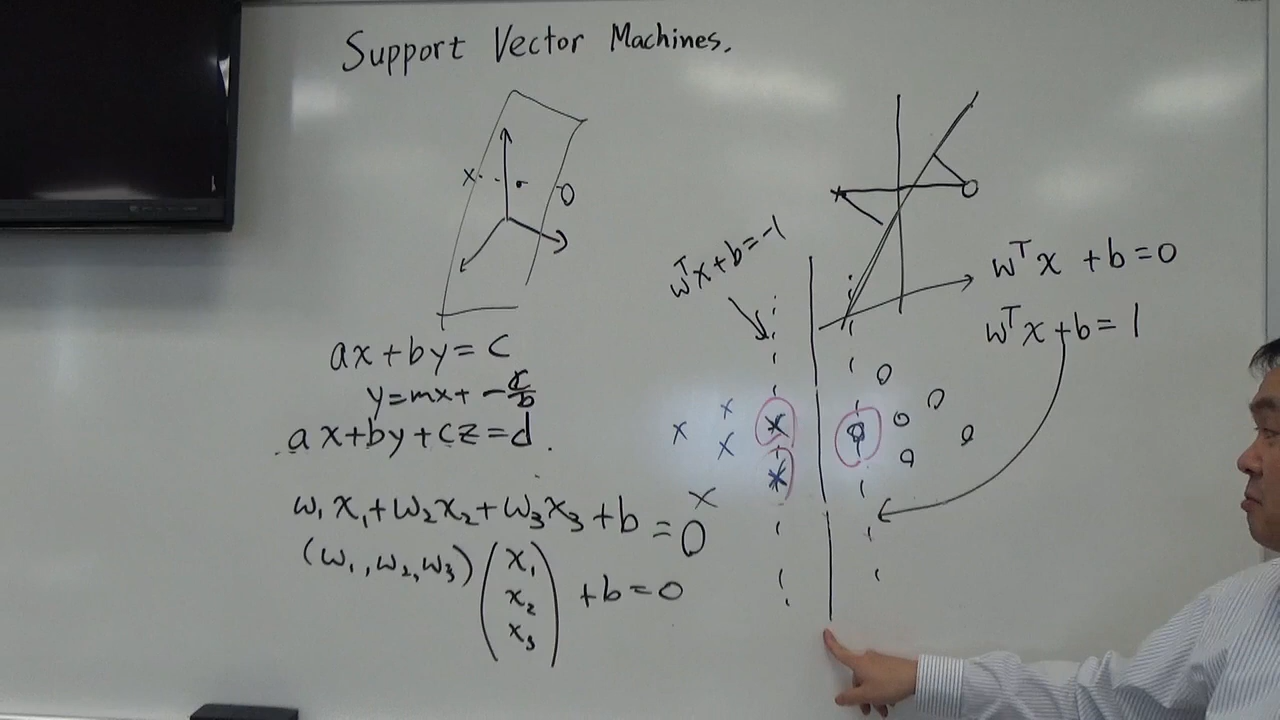 Support Vector Machines.
x
0
ax+by=c
y=mx+ -c/b
ax+by+cz=d.
w₁x₁+w₂x₂+w₃x₃+b=0
(w₁,w₂,w₃)(x₁
x₂
x₃) +b=0
wᵀx+b=-1
wᵀx +b=0
wᵀx+b=1